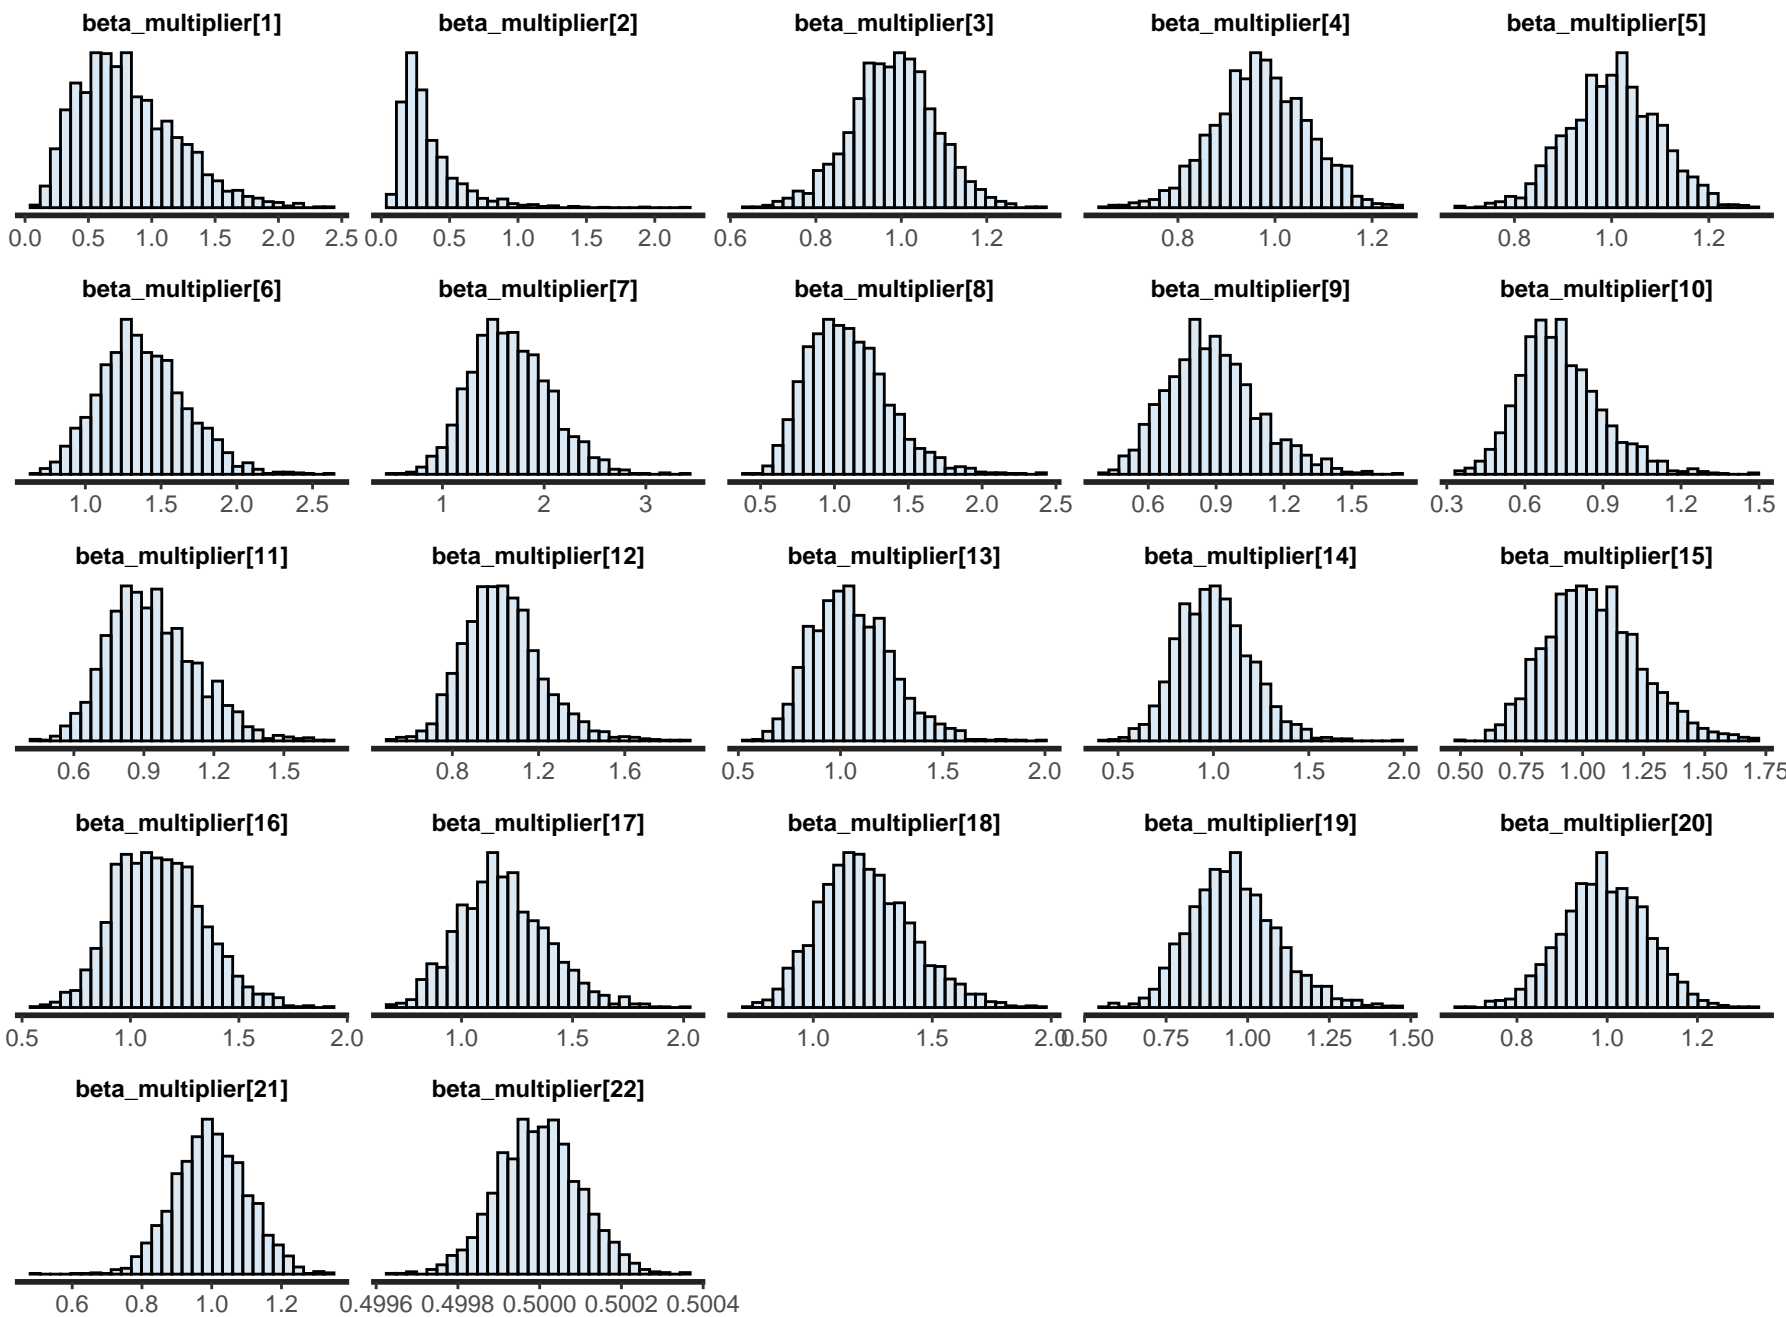 beta_multiplier[1] beta_multiplier[2] beta_multiplier[3] beta_multiplier[4] beta_multiplier[5]
0.0 0.5 1.0 1.5 2.0 2.5 0.0 0.5 1.0 1.5 2.0 0.6 0.8 1.0 1.2 0.8 1.0 1.2 0.8 1.0 1.2
beta_multiplier[6] beta_multiplier[7] beta_multiplier[8] beta_multiplier[9] beta_multiplier[10]
1.0 1.5 2.0 2.5 1 2 3 0.5 1.0 1.5 2.0 2.5 0.6 0.9 1.2 1.5 0.3 0.6 0.9 1.2 1.5
beta_multiplier[11] beta_multiplier[12] beta_multiplier[13] beta_multiplier[14] beta_multiplier[15]
0.6 0.9 1.2 1.5 0.8 1.2 1.6 0.5 1.0 1.5 2.0 0.5 1.0 1.5 2.0 0.50 0.75 1.00 1.25 1.50 1.75
beta_multiplier[16] beta_multiplier[17] beta_multiplier[18] beta_multiplier[19] beta_multiplier[20]
0.5 1.0 1.5 2.0 1.0 1.5 2.0 1.0 1.5 2.0 0.50 0.75 1.00 1.25 1.50 0.8 1.0 1.2
beta_multiplier[21] beta_multiplier[22]
0.6 0.8 1.0 1.2 0.4996 0.4998 0.5000 0.5002 0.5004